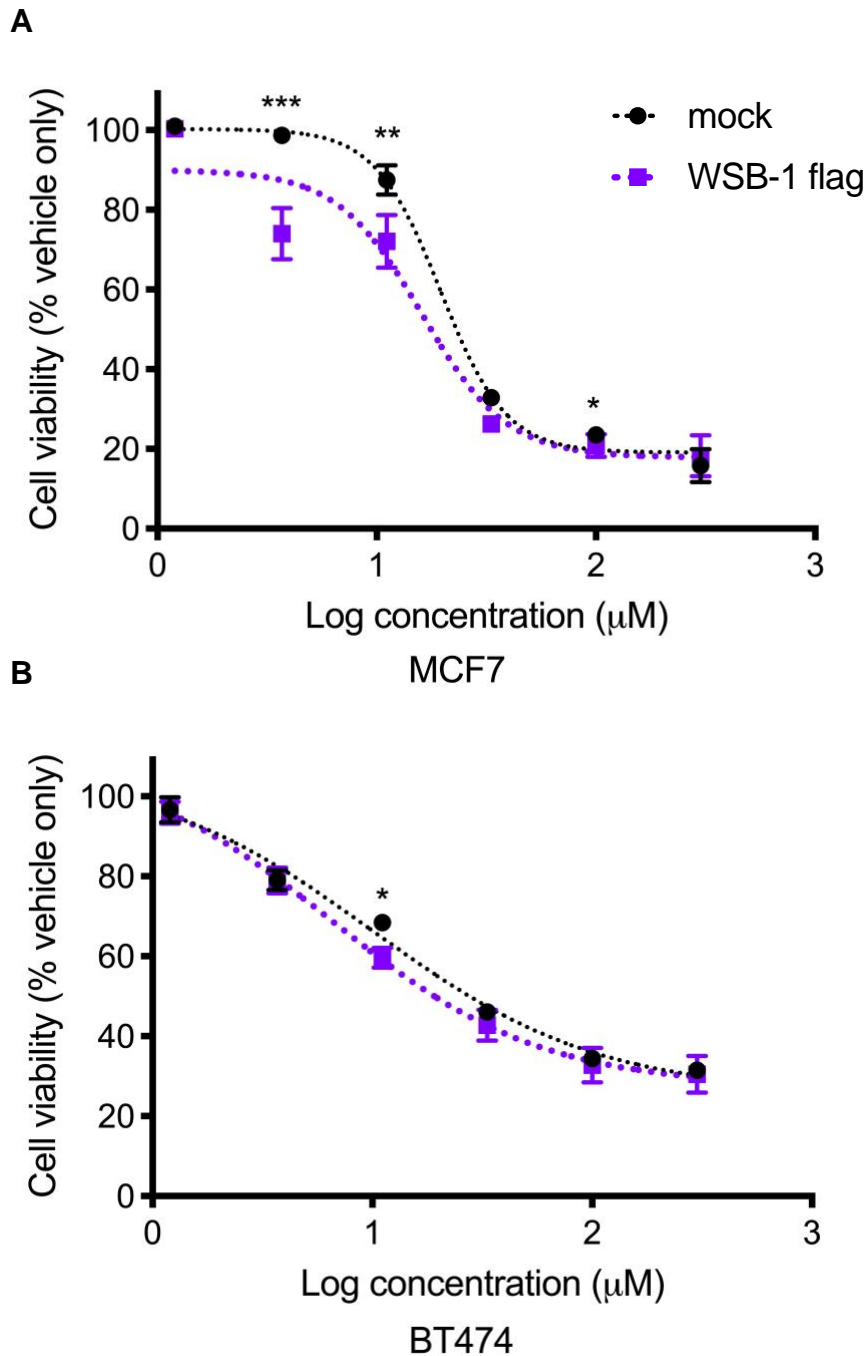 A
Cell viability (% vehicle only)
100
80
60
40
20
0
***
**
*
mock
WSB-1 flag
0 1 2 3
Log concentration (μM)
MCF7
B
Cell viability (% vehicle only)
100
80
60
40
20
0
*
0 1 2 3
Log concentration (μM)
BT474